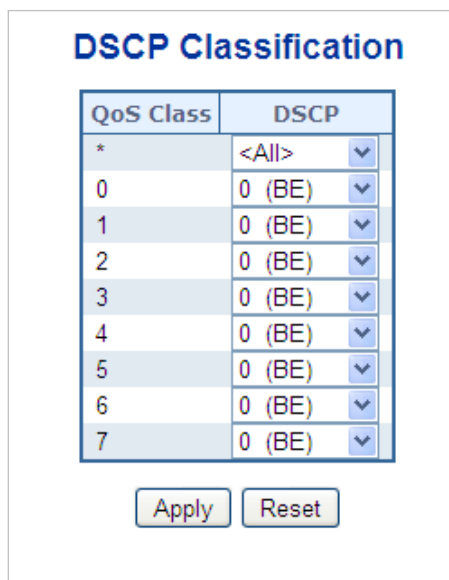 DSCP Classification
QoS Class DSCP
* <All>
0 0 (BE)
1 0 (BE)
2 0 (BE)
3 0 (BE)
4 0 (BE)
5 0 (BE)
6 0 (BE)
7 0 (BE)
Apply Reset